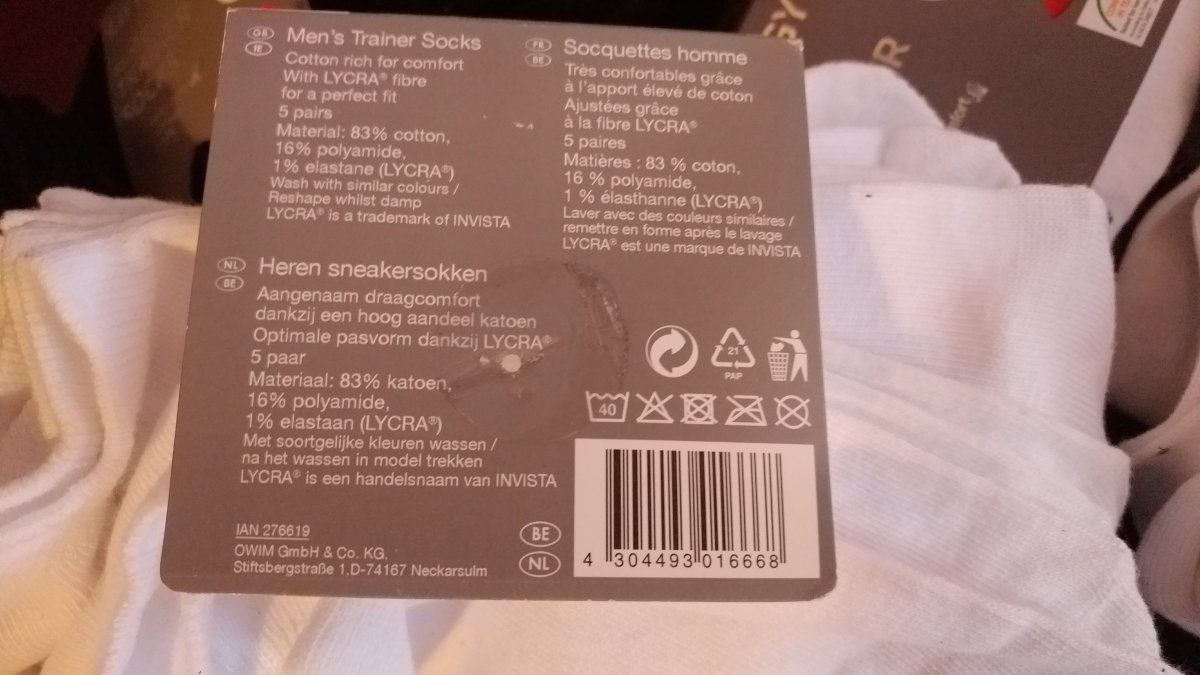 GB
IE
Men's Trainer Socks
Cotton rich for comfort
With LYCRA® fibre
for a perfect fit
5 pairs
Material: 83% cotton,
16% polyamide,
1% elastane (LYCRA®)
Wash with similar colours /
Reshape whilst damp
LYCRA® is a trademark of INVISTA
FR
BE
Socquettes homme
Très confortables grâce
à l'apport élevé de coton
Ajustées grâce
à la fibre LYCRA®
5 paires
Matières : 83 % coton,
16 % polyamide,
1 % élasthanne (LYCRA®)
Laver avec des couleurs similaires /
remettre en forme après le lavage
LYCRA® est une marque de INVISTA
NL
BE
Heren sneakersokken
Aangenaam draagcomfort
dankzij een hoog aandeel katoen
Optimale pasvorm dankzij LYCRA®
5 paar
Materiaal: 83% katoen,
16% polyamide,
1% elastaan (LYCRA®)
Met soortgelijke kleuren wassen /
na het wassen in model trekken
LYCRA® is een handelsnaam van INVISTA
21
PAP
40
IAN 276619
OWIM GmbH & Co. KG,
Stiftsbergstraße 1,D-74167 Neckarsulm
BE
NL
4 304493 016668